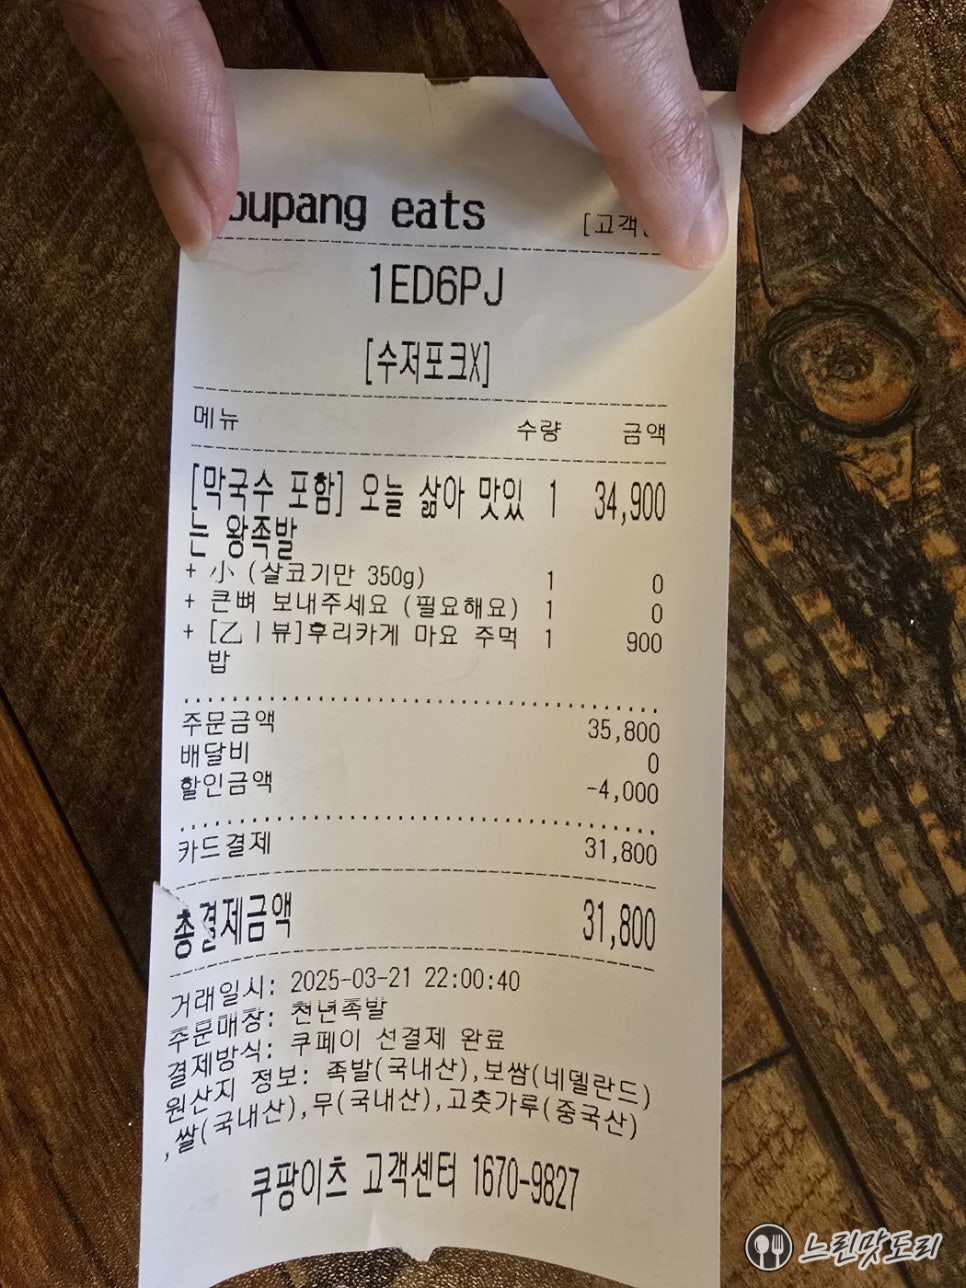 oupang eats
[고객
1ED6PJ
[수저포크X]
메뉴 수량 금액
[막국수 포함] 오늘 삶아 맛있 1 34,900
는 왕족발
+ 小 (살코기만 350g) 1 0
+ 큰뼈 보내주세요 (필요해요) 1 0
+ [리뷰]후리카게 마요 주먹 1 900
밥
주문금액 35,800
배달비 0
할인금액 -4,000
카드결제 31,800
총결제금액 31,800
거래일시: 2025-03-21 22:00:40
주문매장: 천년족발
결제방식: 쿠페이 선결제 완료
원산지 정보: 족발(국내산),보쌈(네델란드)
,쌀(국내산),무(국내산),고춧가루(중국산)
쿠팡이츠 고객센터 1670-9827
느린맛도리